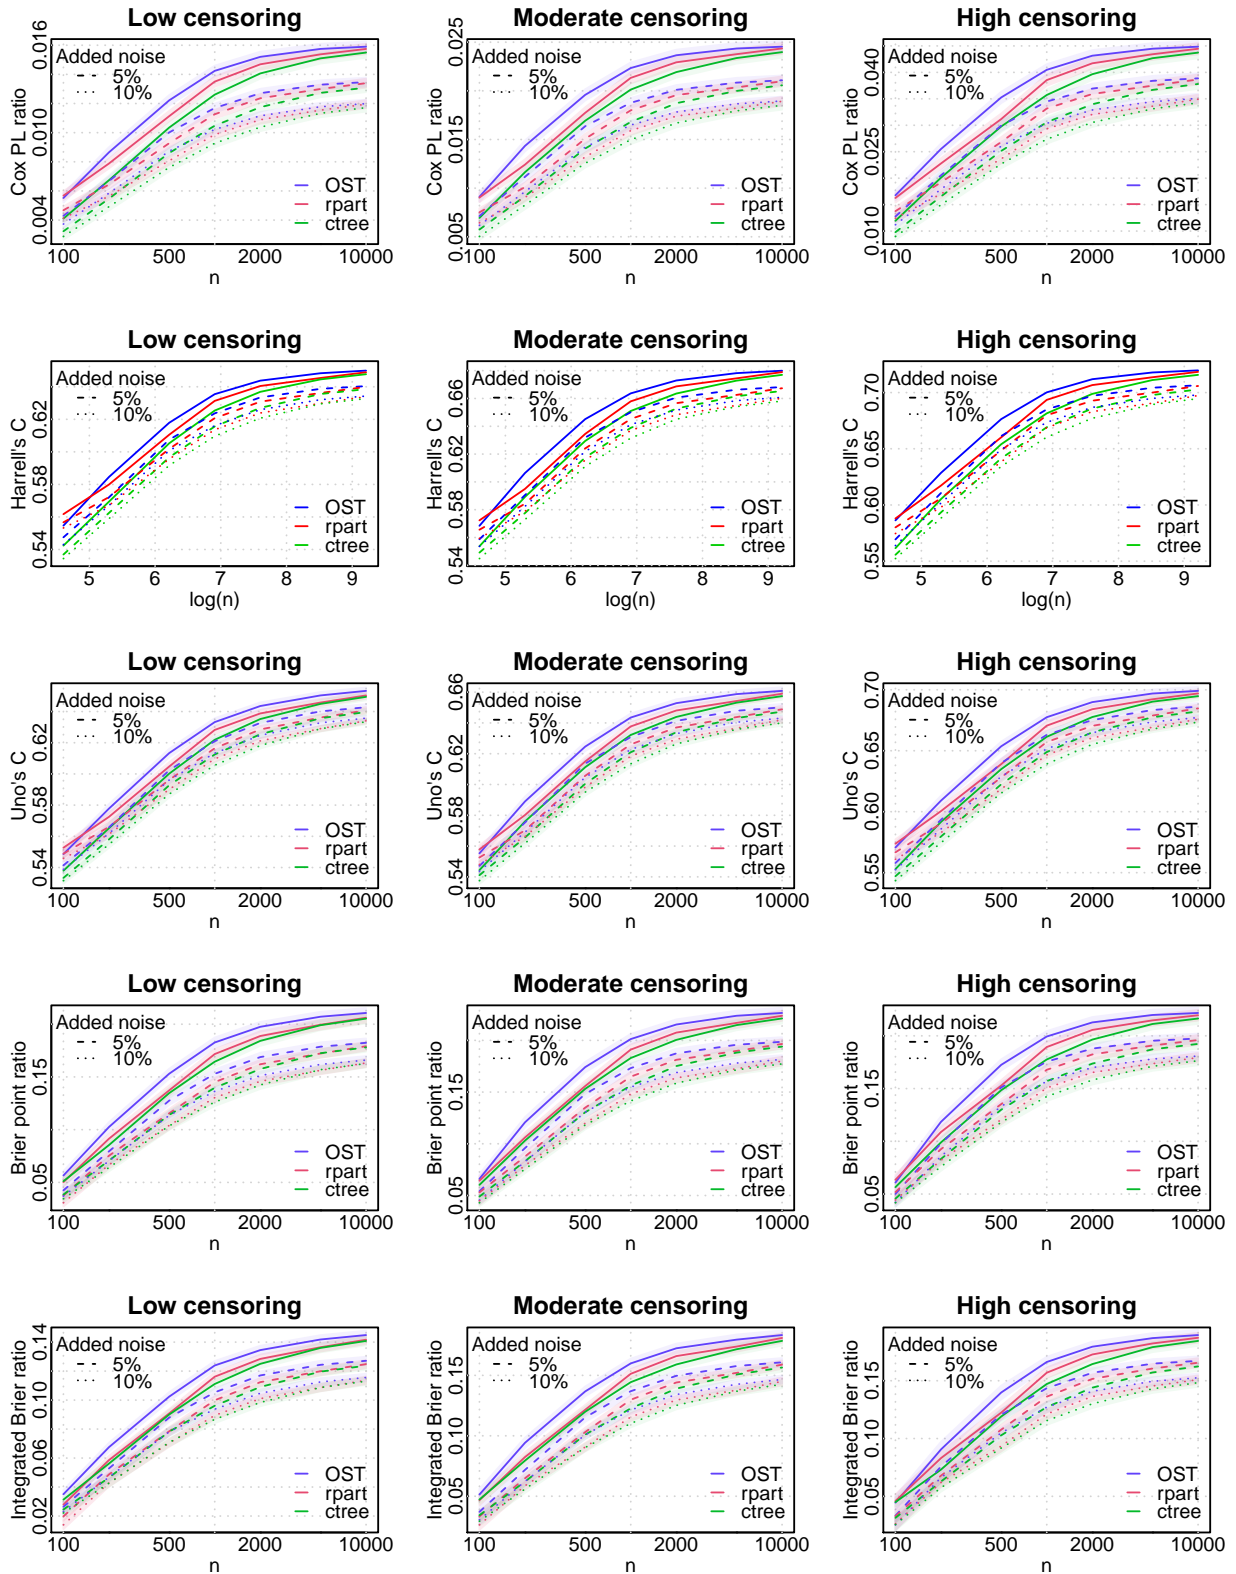 Low censoring
Moderate censoring
High censoring
Cox PL ratio
0.004 0.010 0.016
Added noise
5%
10%
OST
rpart
ctree
100 500 2000 10000
n
Cox PL ratio
0.005 0.015 0.025
Added noise
5%
10%
OST
rpart
ctree
100 500 2000 10000
n
Cox PL ratio
0.010 0.025 0.040
Added noise
5%
10%
OST
rpart
ctree
100 500 2000 10000
n
Low censoring
Moderate censoring
High censoring
Harrell's C
0.54 0.58 0.62
Added noise
5%
10%
OST
rpart
ctree
5 6 7 8 9
log(n)
Harrell's C
0.54 0.58 0.62 0.66
Added noise
5%
10%
OST
rpart
ctree
5 6 7 8 9
log(n)
Harrell's C
0.55 0.60 0.65 0.70
Added noise
5%
10%
OST
rpart
ctree
5 6 7 8 9
log(n)
Low censoring
Moderate censoring
High censoring
Uno's C
0.54 0.58 0.62
Added noise
5%
10%
OST
rpart
ctree
100 500 2000 10000
n
Uno's C
0.54 0.58 0.62 0.66
Added noise
5%
10%
OST
rpart
ctree
100 500 2000 10000
n
Uno's C
0.55 0.60 0.65 0.70
Added noise
5%
10%
OST
rpart
ctree
100 500 2000 10000
n
Low censoring
Moderate censoring
High censoring
Brier point ratio
0.05 0.15
Added noise
5%
10%
OST
rpart
ctree
100 500 2000 10000
n
Brier point ratio
0.05 0.15
Added noise
5%
10%
OST
rpart
ctree
100 500 2000 10000
n
Brier point ratio
0.05 0.15
Added noise
5%
10%
OST
rpart
ctree
100 500 2000 10000
n
Low censoring
Moderate censoring
High censoring
Integrated Brier ratio
0.02 0.06 0.10 0.14
Added noise
5%
10%
OST
rpart
ctree
100 500 2000 10000
n
Integrated Brier ratio
0.05 0.10 0.15
Added noise
5%
10%
OST
rpart
ctree
100 500 2000 10000
n
Integrated Brier ratio
0.05 0.10 0.15
Added noise
5%
10%
OST
rpart
ctree
100 500 2000 10000
n